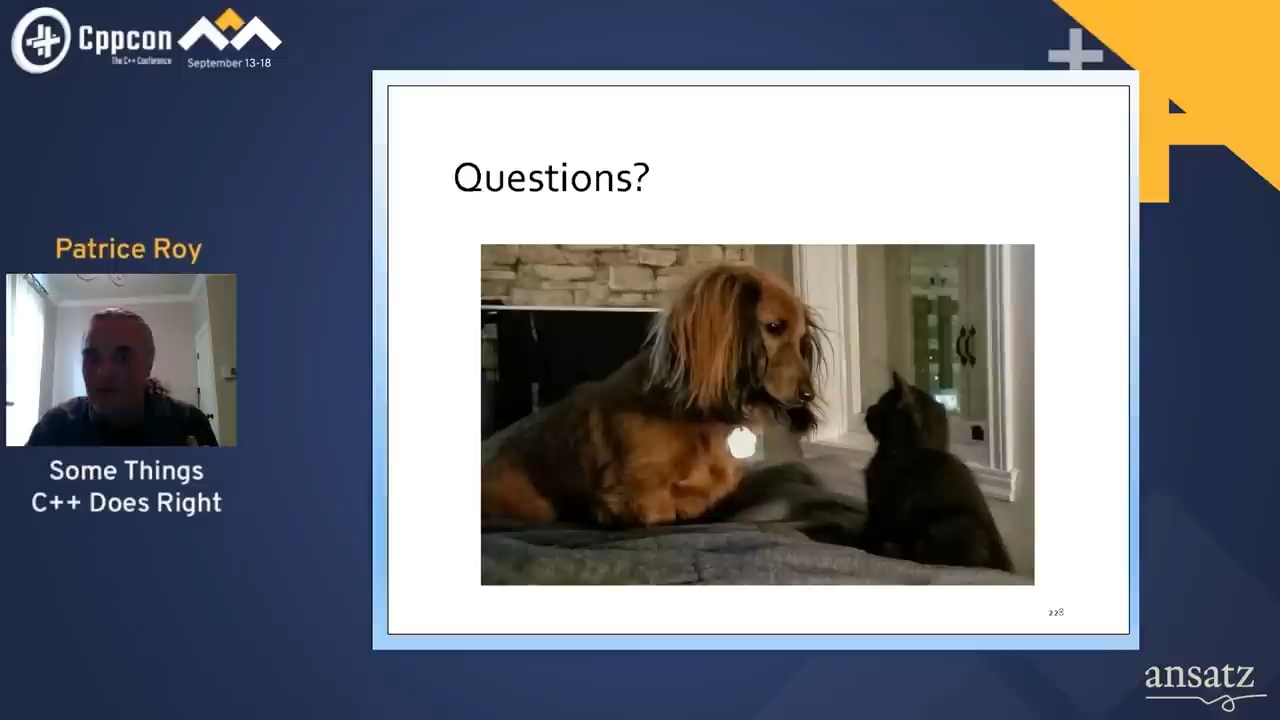 Cppcon
The C++ Conference
September 13-18
Questions?
Patrice Roy
Some Things
C++ Does Right
228
ansatz